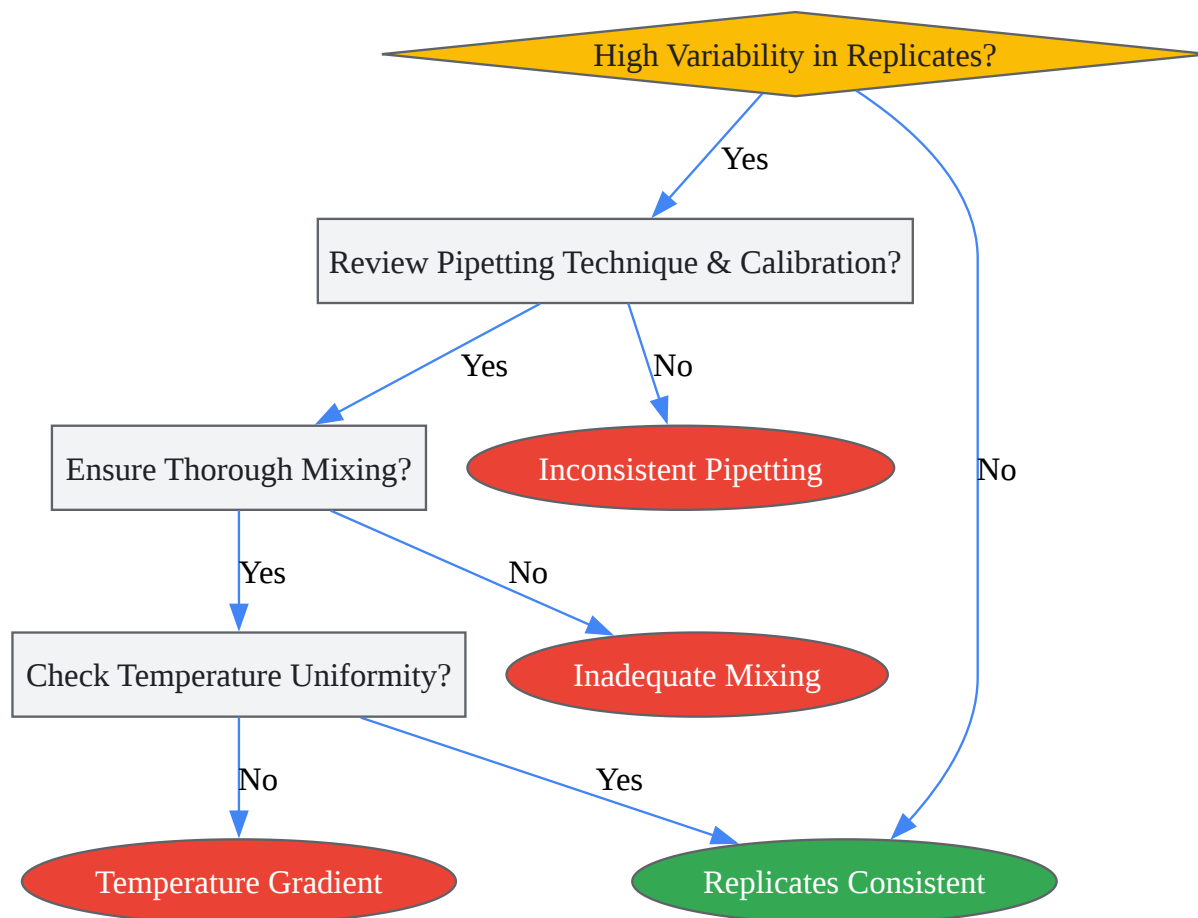 High Variability in Replicates?
Yes
Review Pipetting Technique & Calibration?
Yes
No
Ensure Thorough Mixing?
Inconsistent Pipetting
No
Yes
No
Check Temperature Uniformity?
Inadequate Mixing
No
Yes
Temperature Gradient
Replicates Consistent